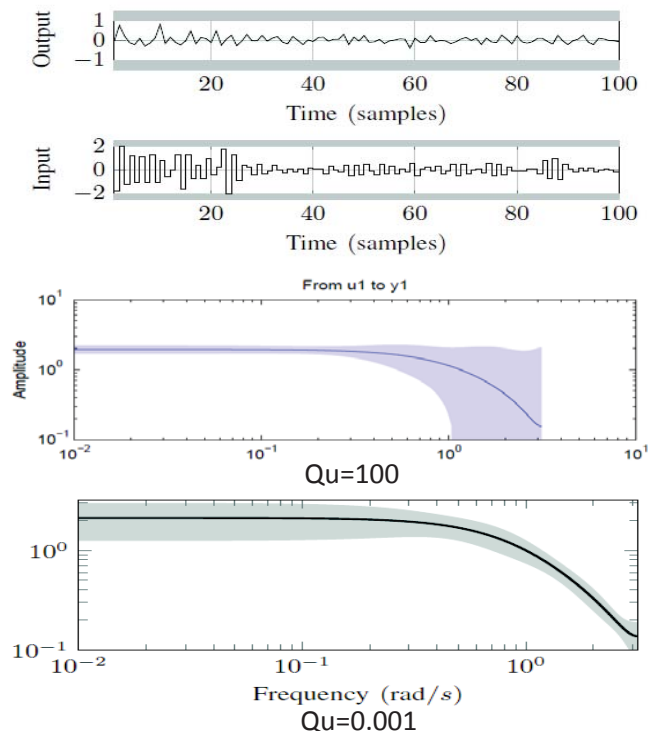 Output
1
0
−1
20 40 60 80 100
Time (samples)
Input
2
0
−2
20 40 60 80 100
Time (samples)
From u1 to y1
Amplitude
10^1
10^0
10^-1
10^-2 10^-1 10^0 10^1
Qu=100
10^0
10^−1
10^−2 10^−1 10^0
Frequency (rad/s)
Qu=0.001